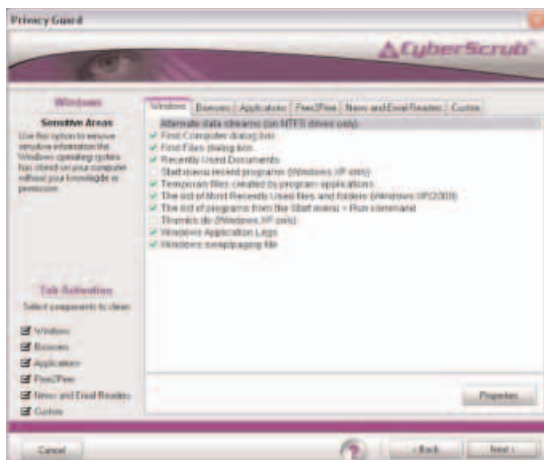 Privacy Guard
CyberScrub
Windows
Sensitive Areas
Use this option to remove
sensitive information the
Windows operating system
has stored on your computer
without your knowledge or
permission.
Tab Activation
Select components to clean:
Windows
Browsers
Applications
Peer2Peer
News and Email Readers
Custom
Windows Browsers Applications Peer2Peer News and Email Readers Custom
Alternate data streams (on NTFS drives only)
Find Computer dialog box
Find Files dialog box
Recently Used Documents
Start menu recent programs (Windows XP only)
Temporary files created by program applications
The list of Most Recently Used files and folders (Windows XP/2000)
The list of programs from the Start menu > Run command
Thumbs.db (Windows XP only)
Windows Application Logs
Windows swap/paging file
Properties
Cancel
?
< Back
Next >